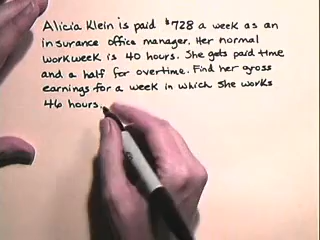 Alicia Klein is paid $728 a week as an
insurance office manager. Her normal
workweek is 40 hours. She gets paid time
and a half for overtime. Find her gross
earnings for a week in which she works
46 hours.